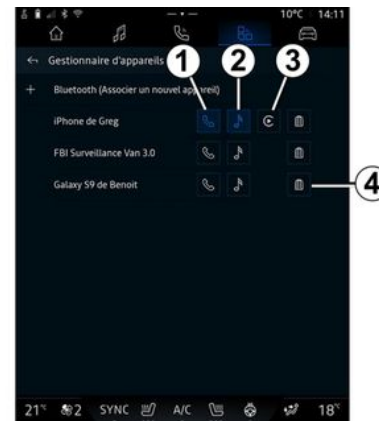 10°C 14:11
Gestionnaire d'appareils
1 2 3
+ Bluetooth (Associer un nouvel appareil)
iPhone de Greg
FBI Surveillance Van 3.0
Galaxy S9 de Benoit
4
21°C 2 SYNC A/C 18°C